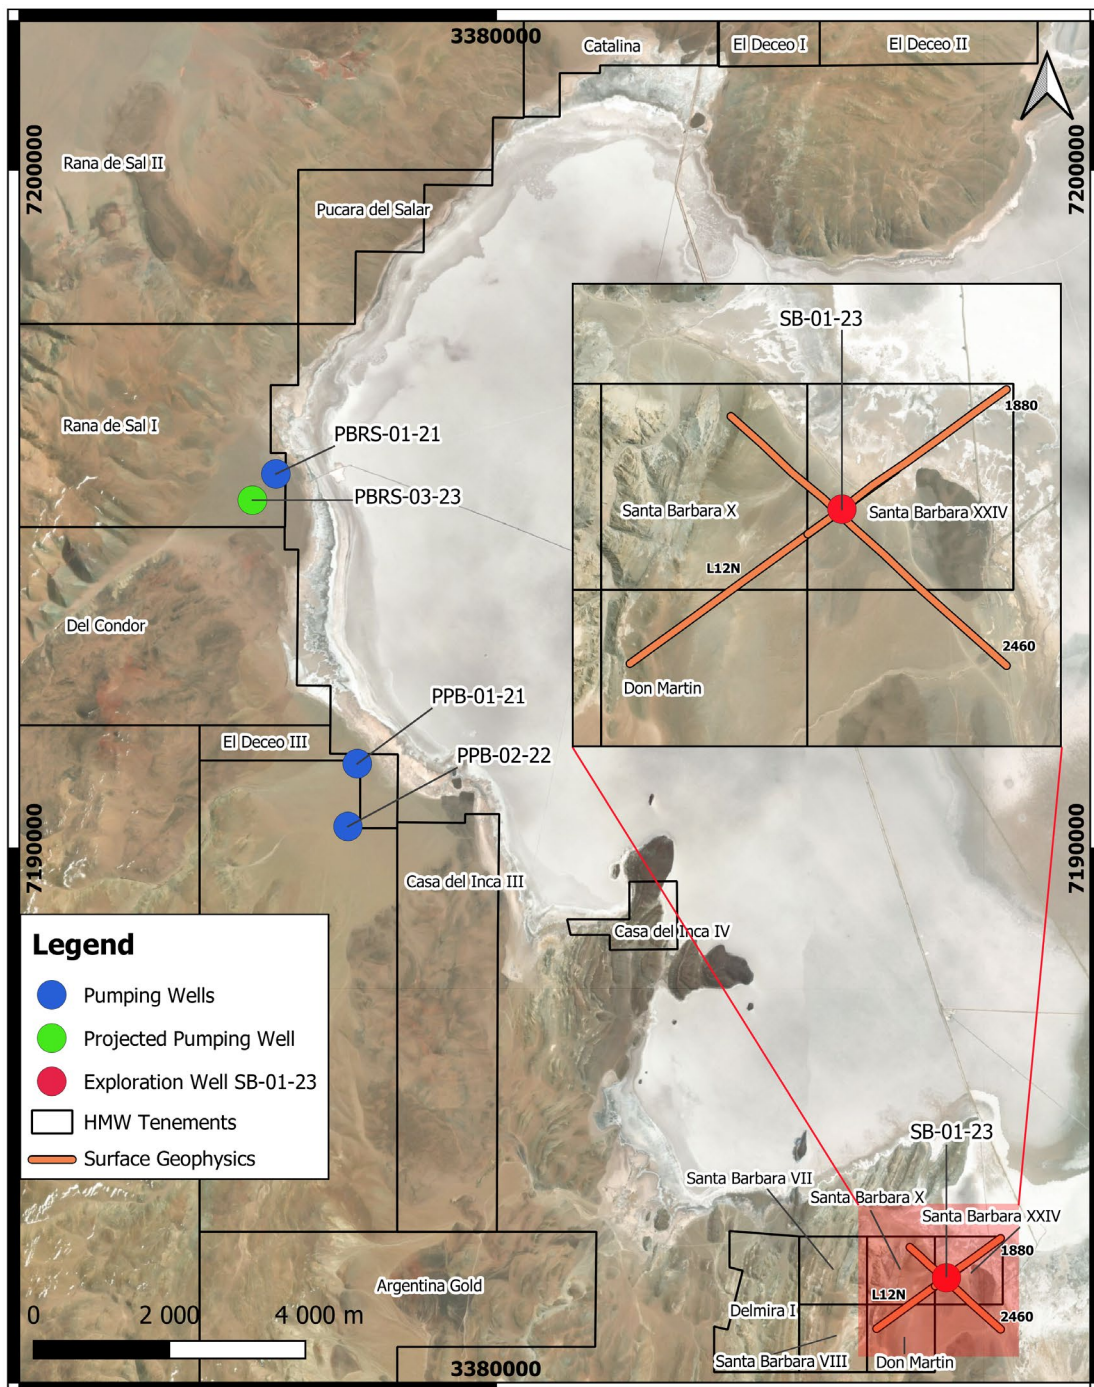 3380000
Catalina
El Deceo I
El Deceo II
7200000
7200000
Rana de Sal II
Pucara del Salar
SB-01-23
1880
Rana de Sal I
PBRS-01-21
PBRS-03-23
Santa Barbara X
Santa Barbara XXIV
L12N
Del Condor
2460
Don Martin
PPB-01-21
El Deceo III
PPB-02-22
7190000
7190000
Casa del Inca III
Casa del Inca IV
Legend
Pumping Wells
Projected Pumping Well
Exploration Well SB-01-23
HMW Tenements
Surface Geophysics
SB-01-23
Santa Barbara VII
Santa Barbara X
Santa Barbara XXIV
1880
Argentina Gold
L12N
Delmira I
2460
0 2 000 4 000 m
Santa Barbara VIII
Don Martin
3380000